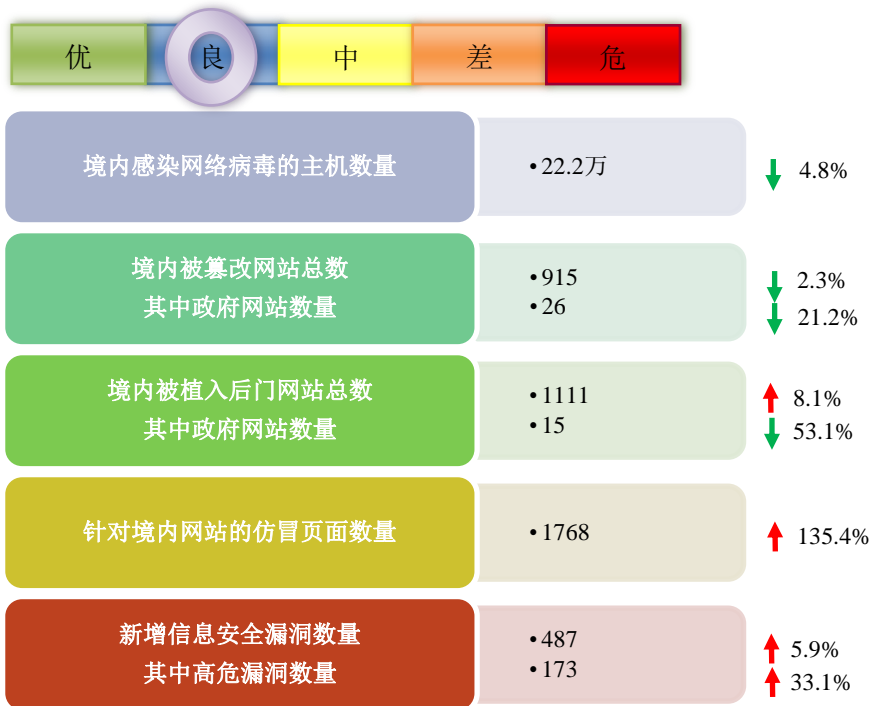 优 良 中 差 危
境内感染网络病毒的主机数量 •22.2万 4.8%
境内被篡改网站总数 •915 2.3%
其中政府网站数量 •26 21.2%
境内被植入后门网站总数 •1111 8.1%
其中政府网站数量 •15 53.1%
针对境内网站的仿冒页面数量 •1768 135.4%
新增信息安全漏洞数量 •487 5.9%
其中高危漏洞数量 •173 33.1%